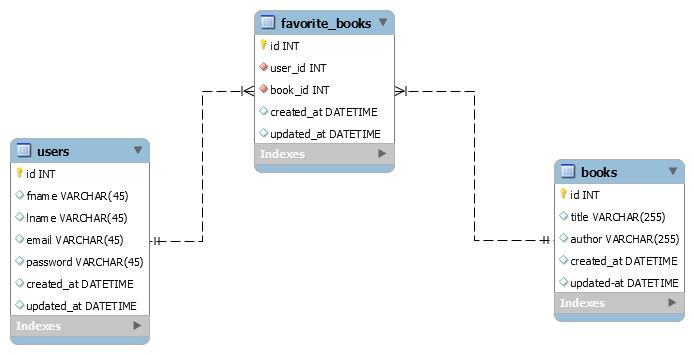 favorite_books
id INT
user_id INT
book_id INT
created_at DATETIME
updated_at DATETIME
Indexes
users
id INT
fname VARCHAR(45)
lname VARCHAR(45)
email VARCHAR(45)
password VARCHAR(45)
created_at DATETIME
updated_at DATETIME
Indexes
books
id INT
title VARCHAR(255)
author VARCHAR(255)
created_at DATETIME
updated-at DATETIME
Indexes